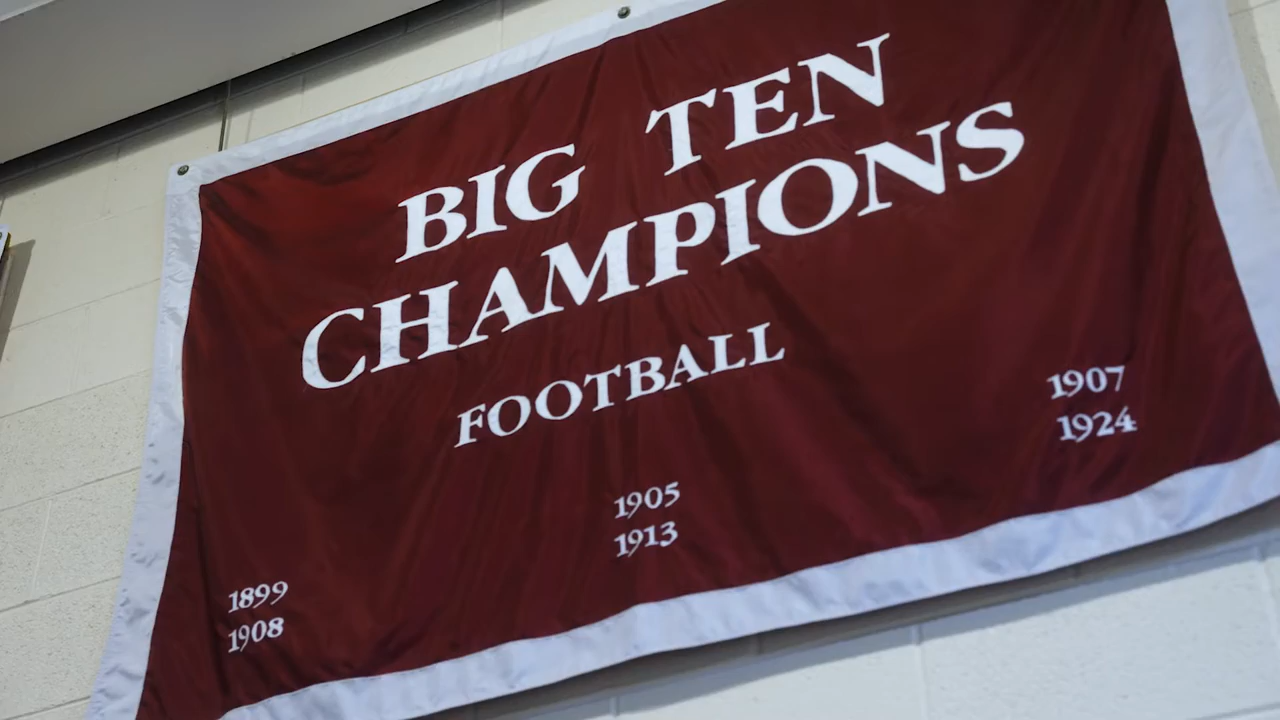 BIG TEN
CHAMPIONS
FOOTBALL
1899 1905 1907
1908 1913 1924